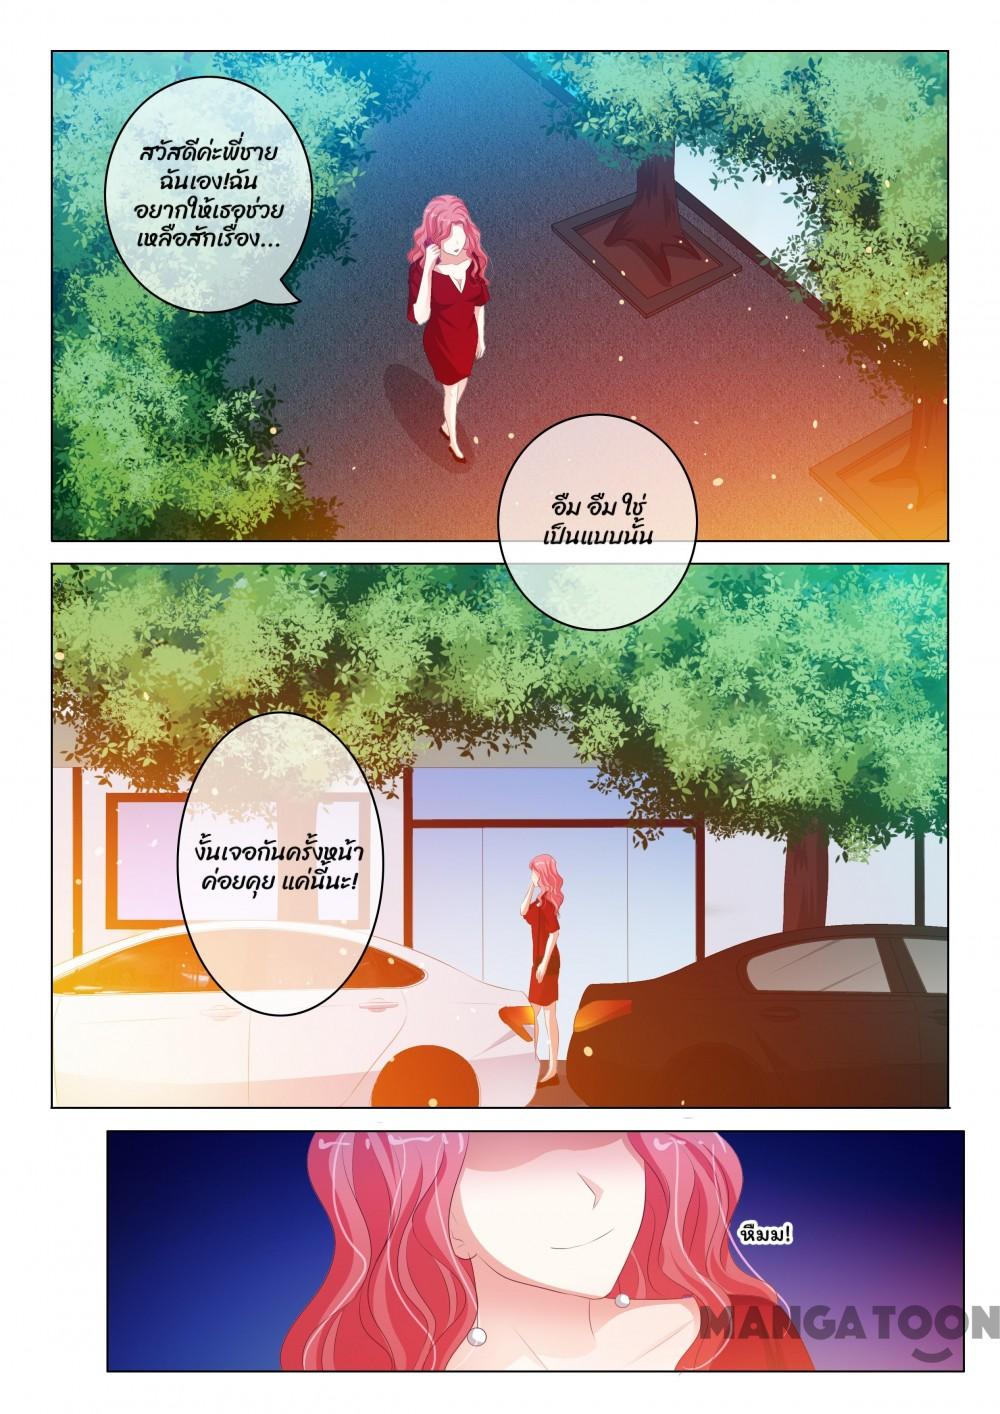 สวัสดีค่ะพี่ชาย
ฉันเอง!ฉัน
อยากให้เธอช่วย
เหลือสักเรื่อง...
อืม อืม ใช่
เป็นแบบนั้น
งั้นเจอกันครั้งหน้า
ค่อยคุย แค่นี้นะ!
หืมม!
MANGATOON